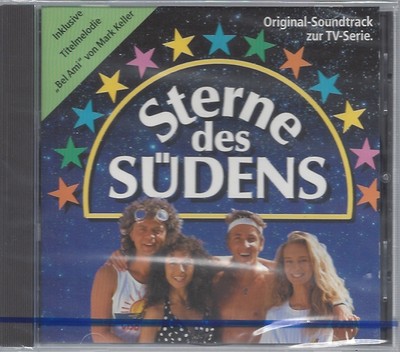 Inklusive
Titelmelodie
„Bel Ami" von Mark Keller
Original-Soundtrack
zur TV-Serie.
Sterne
des
SÜDENS